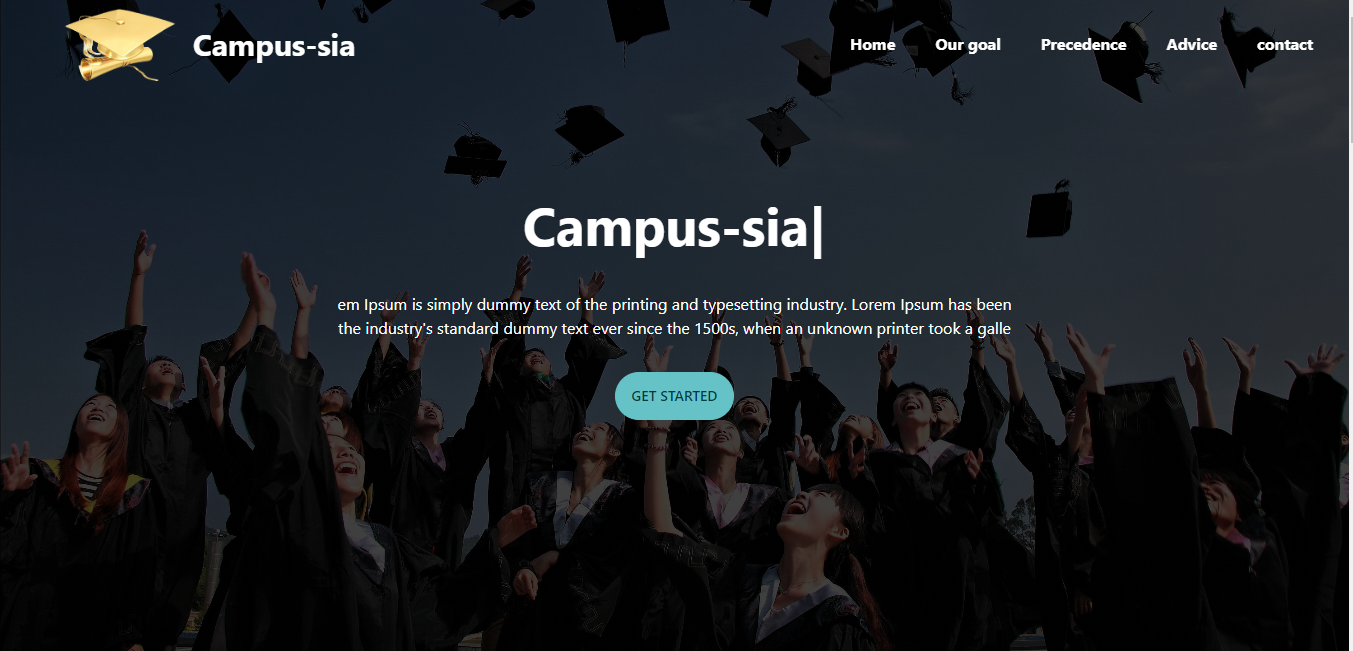 Campus-sia
Home
Our goal
Precedence
Advice
contact
Campus-sia|
em Ipsum is simply dummy text of the printing and typesetting industry. Lorem Ipsum has been
the industry's standard dummy text ever since the 1500s, when an unknown printer took a galle
GET STARTED